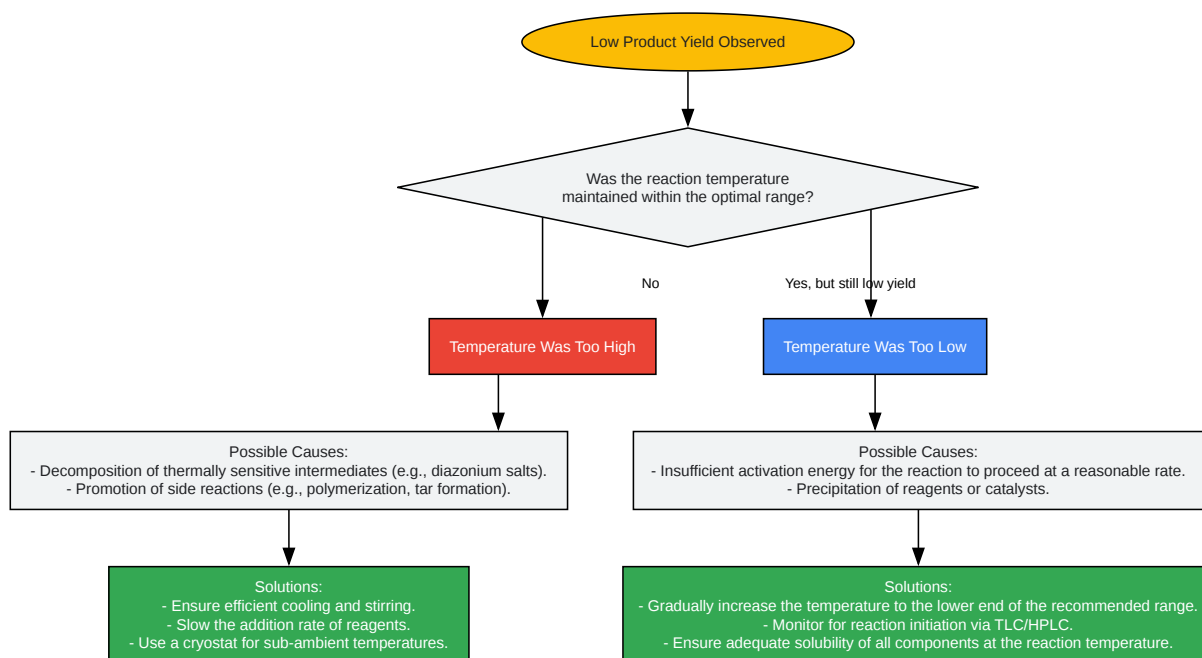 Low Product Yield Observed
Was the reaction temperature
maintained within the optimal range?
No
Yes, but still low yield
Temperature Was Too High
Temperature Was Too Low
Possible Causes:
- Decomposition of thermally sensitive intermediates (e.g., diazonium salts).
- Promotion of side reactions (e.g., polymerization, tar formation).
Possible Causes:
- Insufficient activation energy for the reaction to proceed at a reasonable rate.
- Precipitation of reagents or catalysts.
Solutions:
- Ensure efficient cooling and stirring.
- Slow the addition rate of reagents.
- Use a cryostat for sub-ambient temperatures.
Solutions:
- Gradually increase the temperature to the lower end of the recommended range.
- Monitor for reaction initiation via TLC/HPLC.
- Ensure adequate solubility of all components at the reaction temperature.